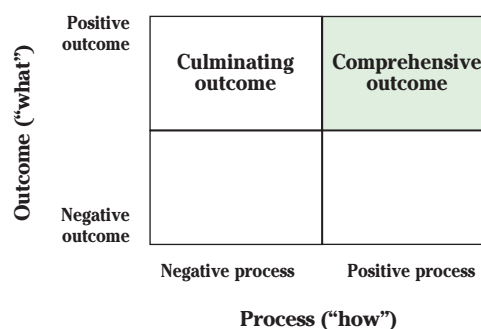 Positive
outcome
Culminating
outcome
Comprehensive
outcome
Outcome (“what”)
Negative
outcome
Negative process
Positive process
Process (“how”)